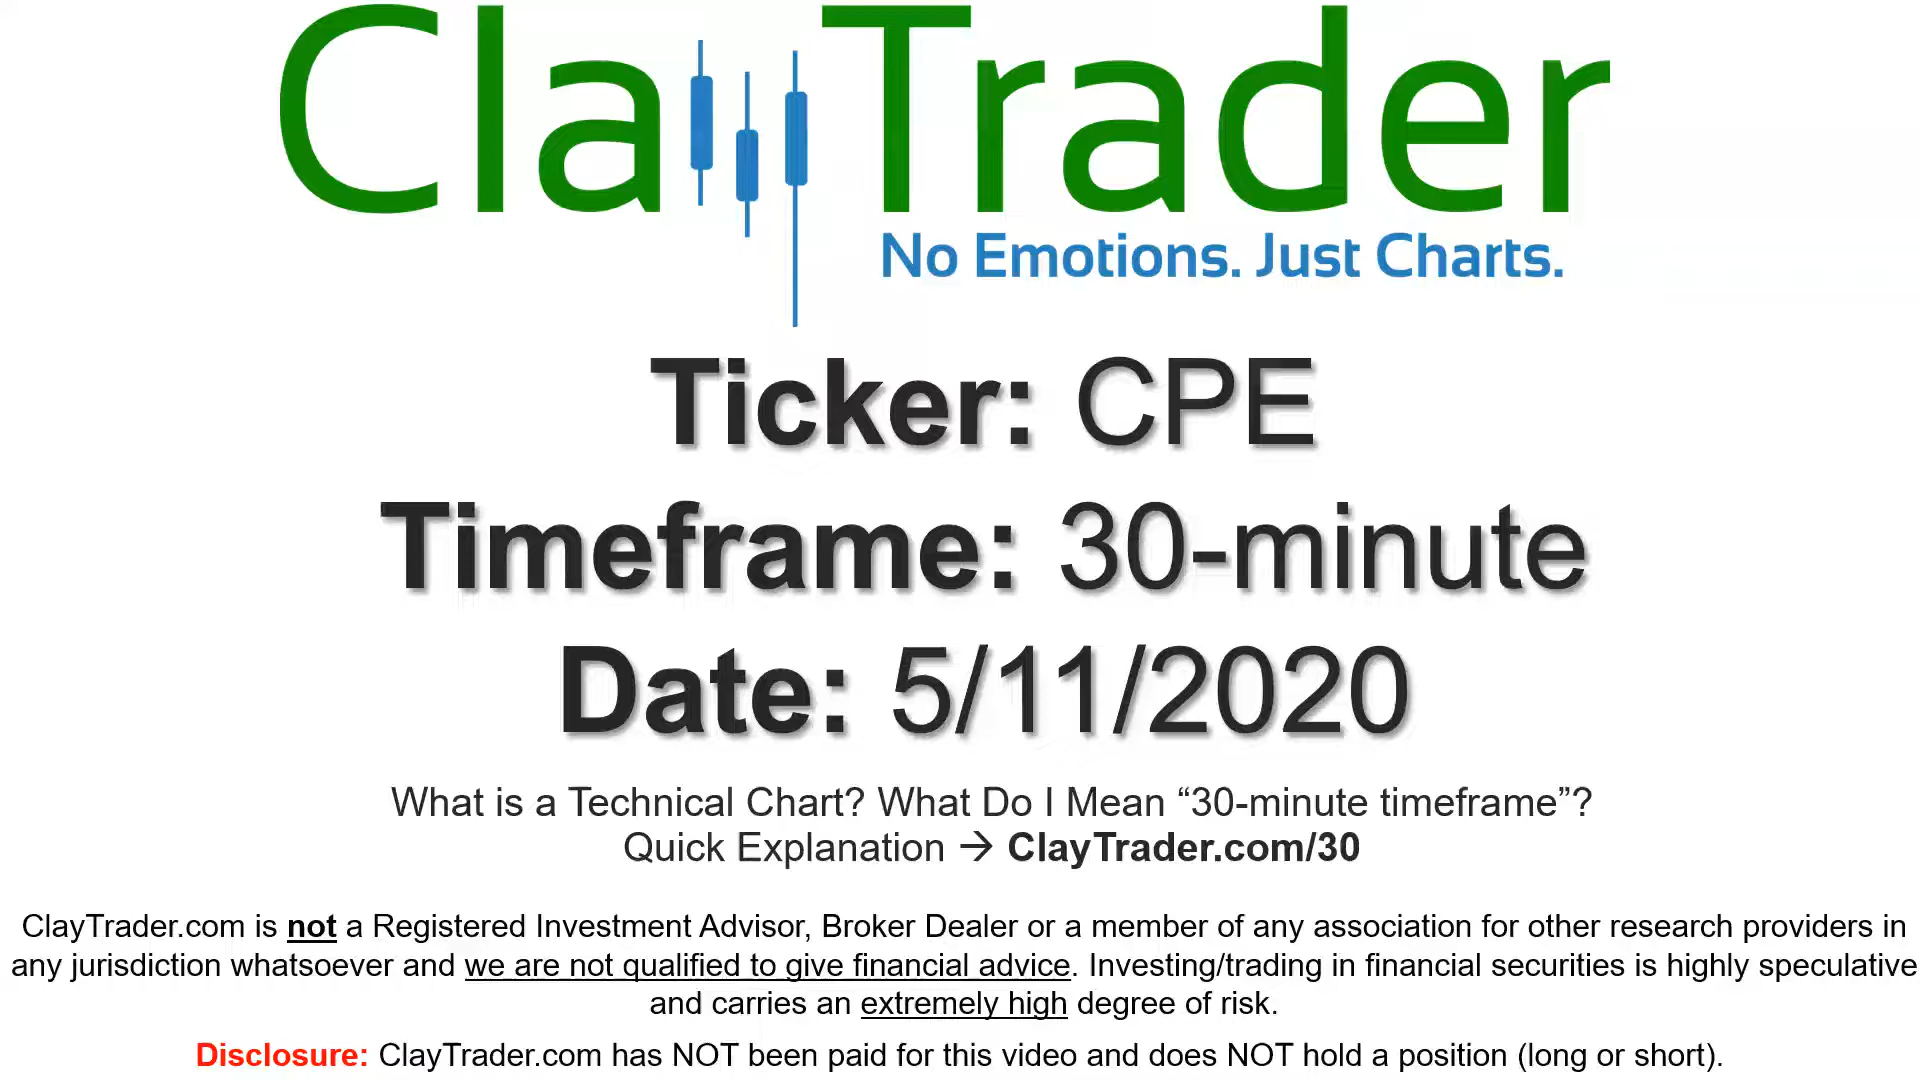 ClayTrader
No Emotions. Just Charts.
Ticker: CPE
Timeframe: 30-minute
Date: 5/11/2020
What is a Technical Chart? What Do I Mean “30-minute timeframe”?
Quick Explanation → ClayTrader.com/30
ClayTrader.com is not a Registered Investment Advisor, Broker Dealer or a member of any association for other research providers in
any jurisdiction whatsoever and we are not qualified to give financial advice. Investing/trading in financial securities is highly speculative
and carries an extremely high degree of risk.
Disclosure: ClayTrader.com has NOT been paid for this video and does NOT hold a position (long or short).